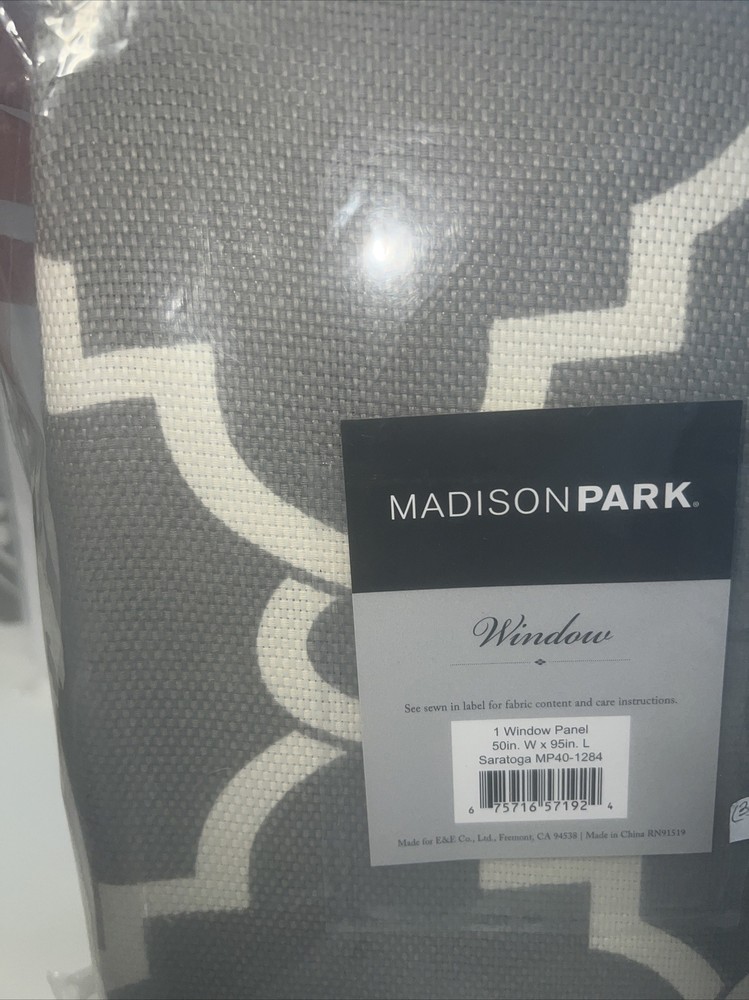 MADISONPARK®
Window
See sewn in label for fabric content and care instructions.
1 Window Panel
50in. W x 95in. L
Saratoga MP40-1284
6 75716 57192 4
Made for E&E Co., Ltd., Fremont, CA 94538 | Made in China RN91519